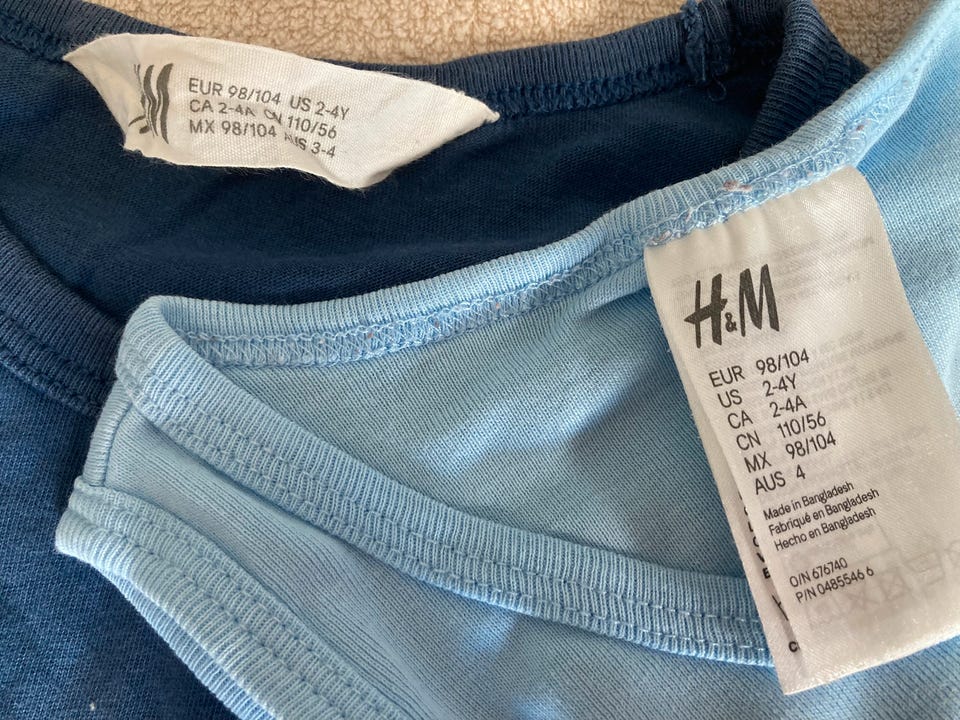 H&M
EUR 98/104 US 2-4Y
CA 2-4A CN 110/56
MX 98/104 AUS 3-4
H&M
EUR 98/104
US 2-4Y
CA 2-4A
CN 110/56
MX 98/104
AUS 4
Made in Bangladesh
Fabriqué en Bangladesh
Hecho en Bangladesh
O/N 676740
P/N 0485546 6